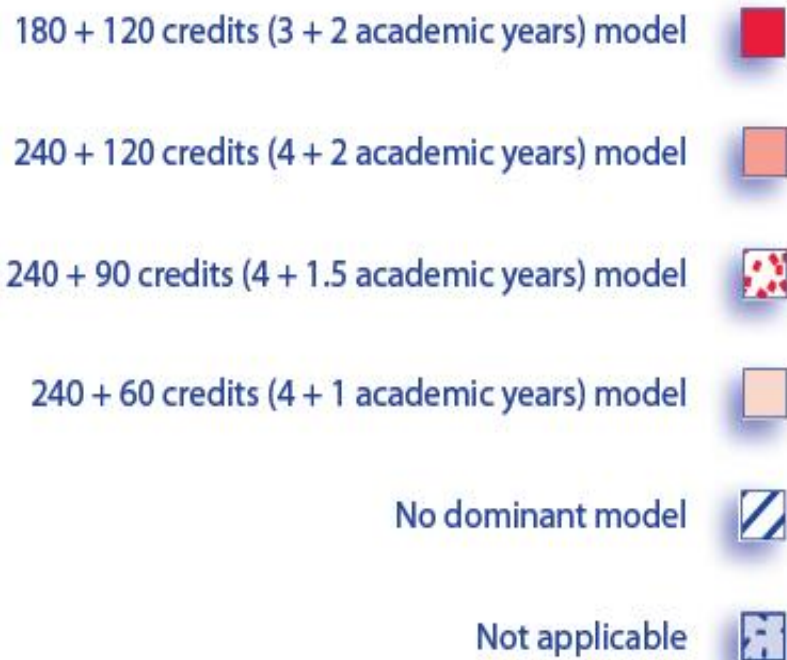 180 + 120 credits (3 + 2 academic years) model
240 + 120 credits (4 + 2 academic years) model
240 + 90 credits (4 + 1.5 academic years) model
240 + 60 credits (4 + 1 academic years) model
No dominant model
Not applicable